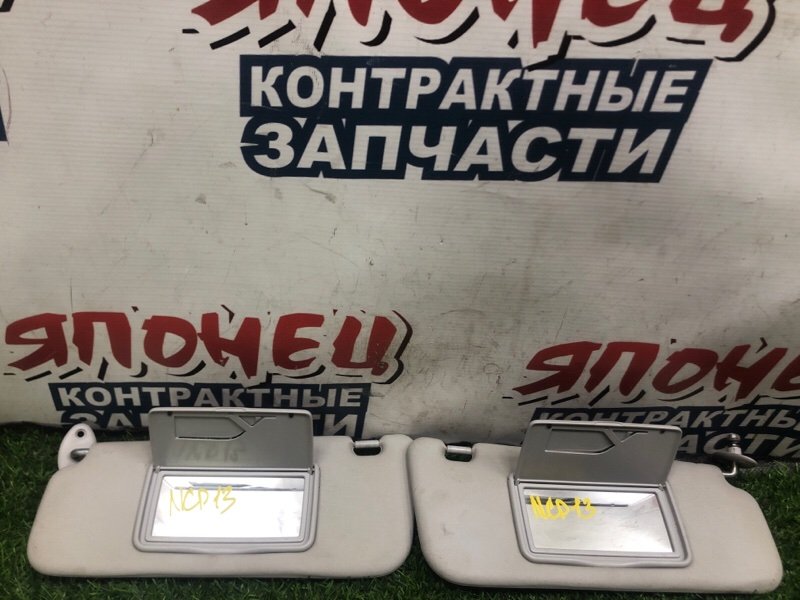 ЯПОНЕЦ
КОНТРАКТНЫЕ
ЗАПЧАСТИ
ЯПОНЕЦ
КОНТРАКТНЫЕ
ЗАПЧАСТИ
ЯПОНЕЦ
КОНТРАКТНЫЕ
ЗАПЧАСТИ
NCP13
NCP13